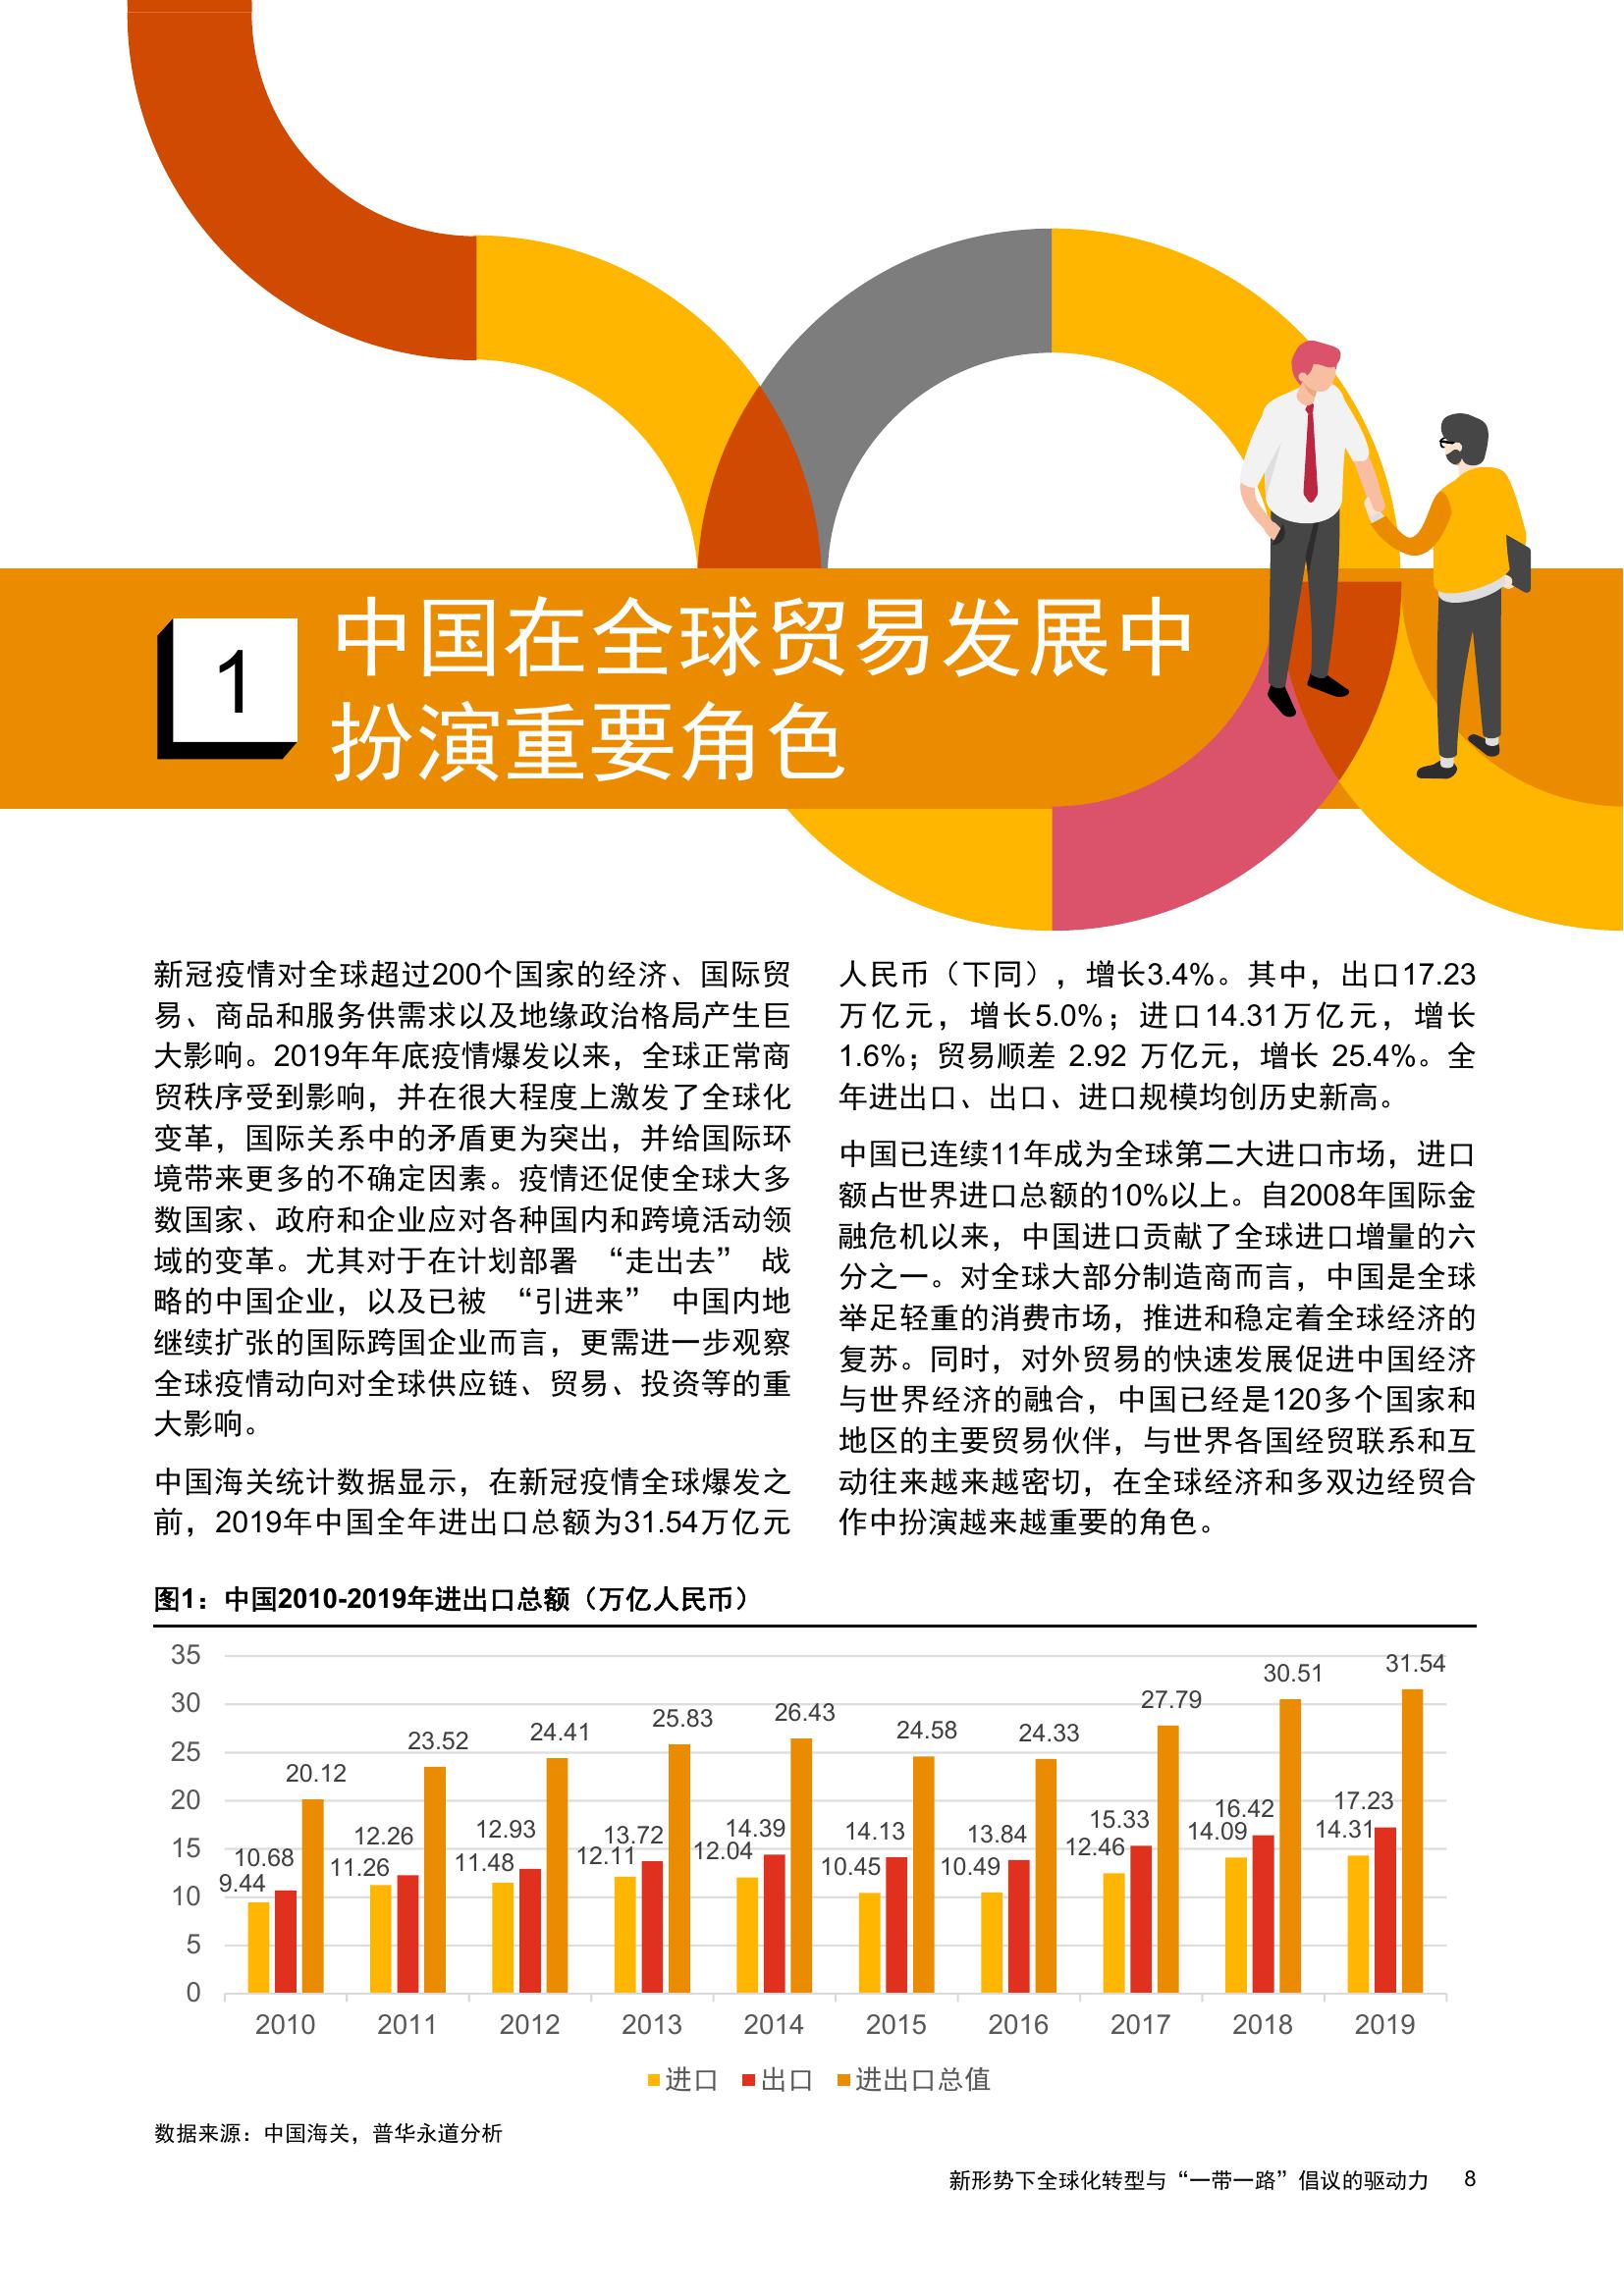 1
中国在全球贸易发展中
扮演重要角色
新冠疫情对全球超过200个国家的经济、国际贸
易、商品和服务供需求以及地缘政治格局产生巨
大影响。2019年年底疫情爆发以来，全球正常商
贸秩序受到影响，并在很大程度上激发了全球化
变革，国际关系中的矛盾更为突出，并给国际环
境带来更多的不确定因素。疫情还促使全球大多
数国家、政府和企业应对各种国内和跨境活动领
域的变革。尤其对于在计划部署 “走出去” 战
略的中国企业，以及已被 “引进来” 中国内地
继续扩张的国际跨国企业而言，更需进一步观察
全球疫情动向对全球供应链、贸易、投资等的重
大影响。
中国海关统计数据显示，在新冠疫情全球爆发之
前，2019年中国全年进出口总额为31.54万亿元
人民币（下同），增长3.4%。其中，出口17.23
万亿元，增长5.0%；进口14.31万亿元，增长
1.6%；贸易顺差 2.92 万亿元，增长 25.4%。全
年进出口、出口、进口规模均创历史新高。
中国已连续11年成为全球第二大进口市场，进口
额占世界进口总额的10%以上。自2008年国际金
融危机以来，中国进口贡献了全球进口增量的六
分之一。对全球大部分制造商而言，中国是全球
举足轻重的消费市场，推进和稳定着全球经济的
复苏。同时，对外贸易的快速发展促进中国经济
与世界经济的融合，中国已经是120多个国家和
地区的主要贸易伙伴，与世界各国经贸联系和互
动往来越来越密切，在全球经济和多双边经贸合
作中扮演越来越重要的角色。
图1：中国2010-2019年进出口总额（万亿人民币）
35
30
25
20
15
10
5
0
9.44 10.68 20.12
11.26 12.26 23.52
11.48 12.93 24.41
12.11 13.72 25.83
12.04 14.39 26.43
10.45 14.13 24.58
10.49 13.84 24.33
12.46 15.33 27.79
14.09 16.42 30.51
14.31 17.23 31.54
2010 2011 2012 2013 2014 2015 2016 2017 2018 2019
进口 出口 进出口总值
数据来源：中国海关，普华永道分析
新形势下全球化转型与“一带一路”倡议的驱动力 8